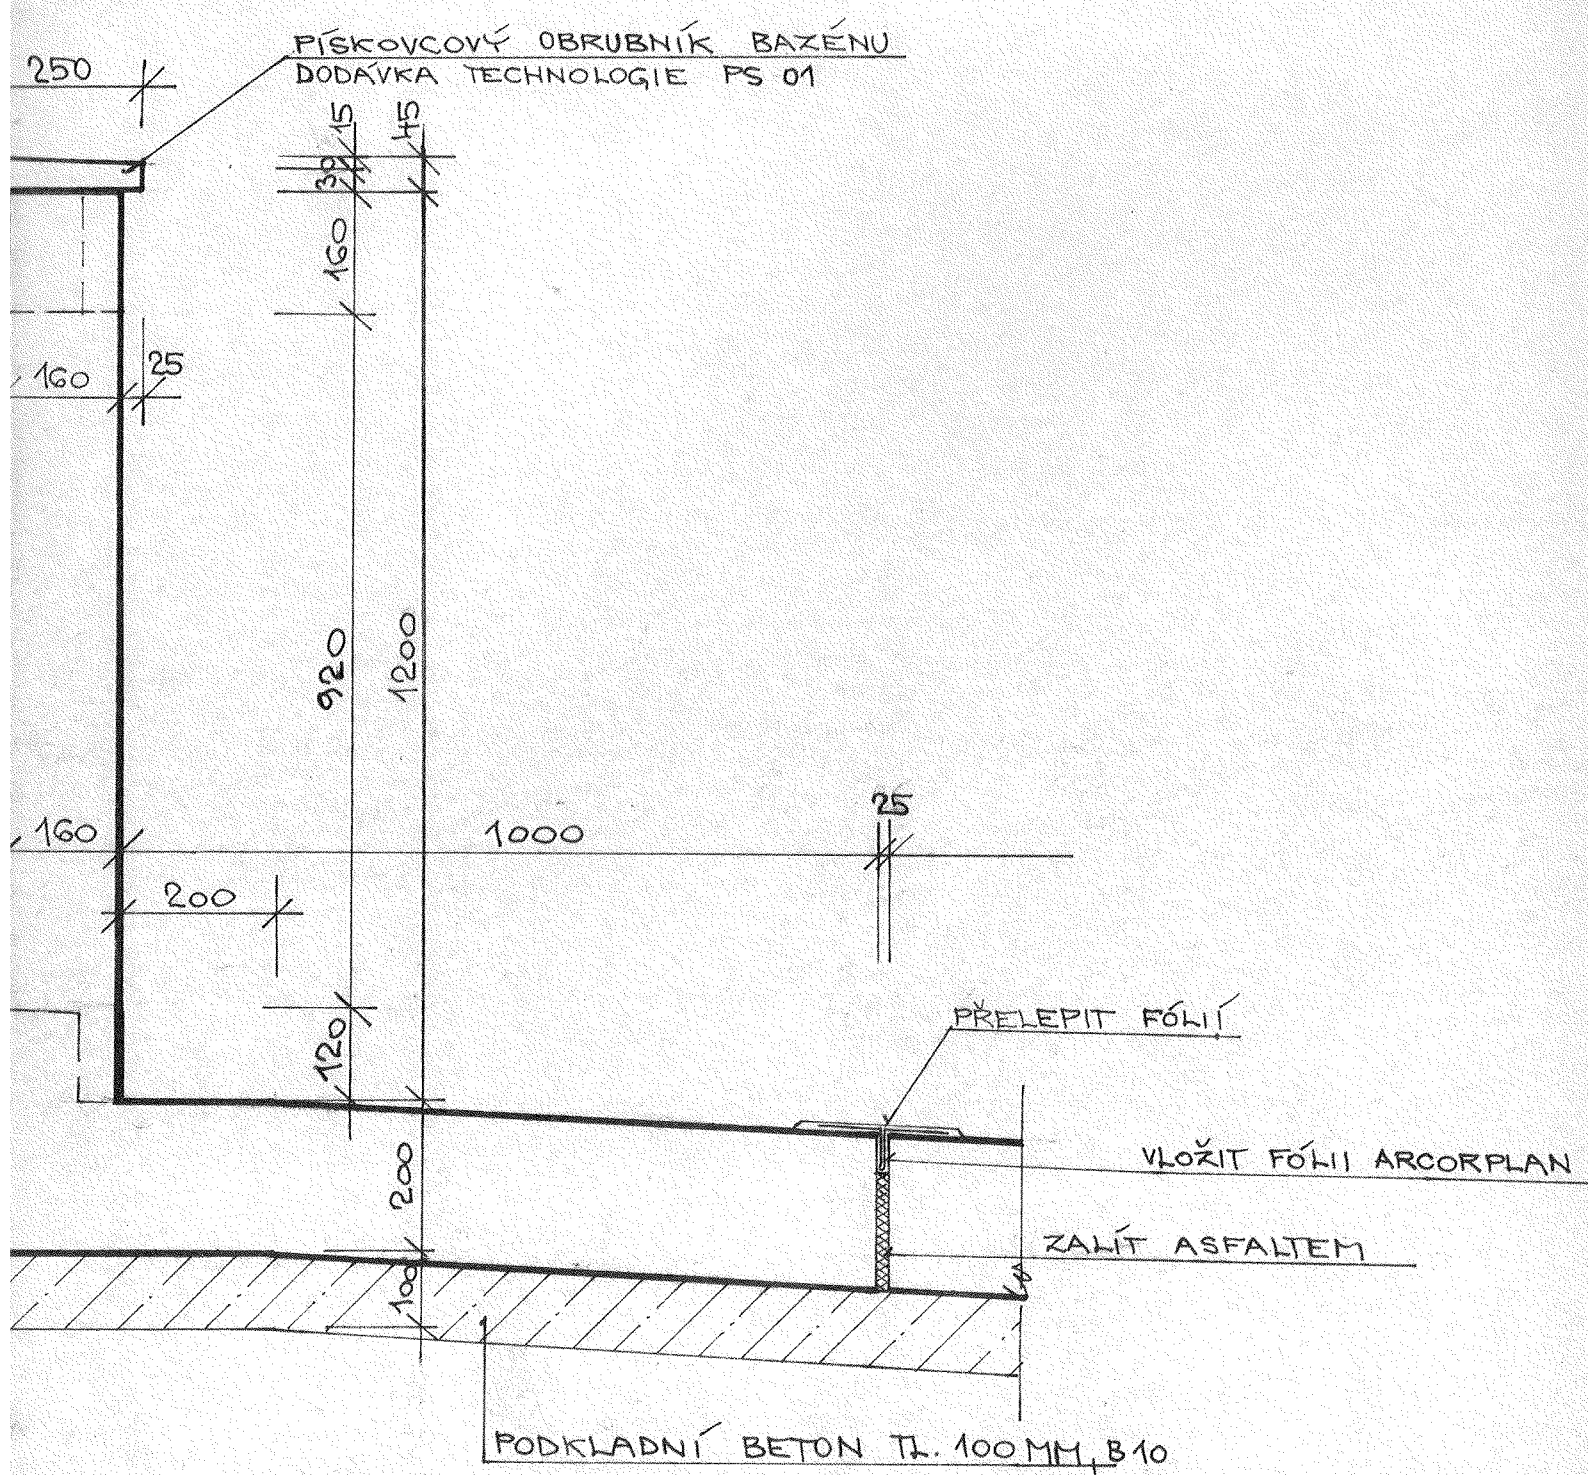 PÍSKOVCOVÝ OBRUBNÍK BAZÉNU
DODÁVKA TECHNOLOGIE PS 01
250
15
45
30
160
160
25
920
1200
25
160
1000
200
120
PŘELEPIT FÓLIÍ
VLOŽIT FÓLII ARCORPLAN
200
ZALÍT ASFALTEM
100
PODKLADNÍ BETON TL. 100 MM, B10